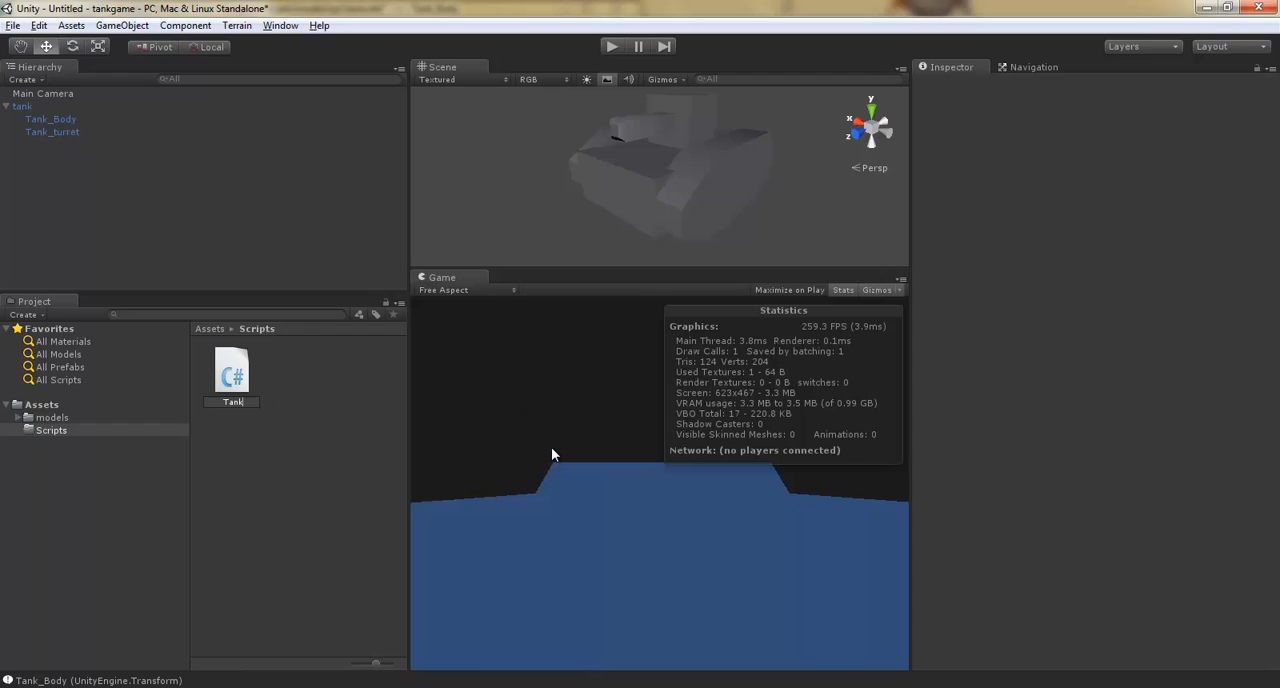 Unity - Untitled - tankgame - PC, Mac & Linux Standalone*
File Edit Assets GameObject Component Terrain Window Help
Pivot Local Layers Layout
Hierarchy
Create All
Main Camera
tank
Tank_Body
Tank_turret
Scene
Textured RGB Gizmos All
y
x
z
Persp
Inspector Navigation
Game
Free Aspect Maximize on Play Stats Gizmos
Statistics
Graphics: 259.3 FPS (3.9ms)
Main Thread: 3.8ms Renderer: 0.1ms
Draw Calls: 1 Saved by batching: 1
Tris: 124 Verts: 204
Used Textures: 1 - 64 B
Render Textures: 0 - 0 B switches: 0
Screen: 623x467 - 3.3 MB
VRAM usage: 3.3 MB to 3.5 MB (of 0.99 GB)
VBO Total: 17 - 220.8 KB
Shadow Casters: 0
Visible Skinned Meshes: 0 Animations: 0
Network: (no players connected)
Project
Create
Favorites
All Materials
All Models
All Prefabs
All Scripts
Assets
models
Scripts
Assets Scripts
C#
Tank
Tank_Body (UnityEngine.Transform)